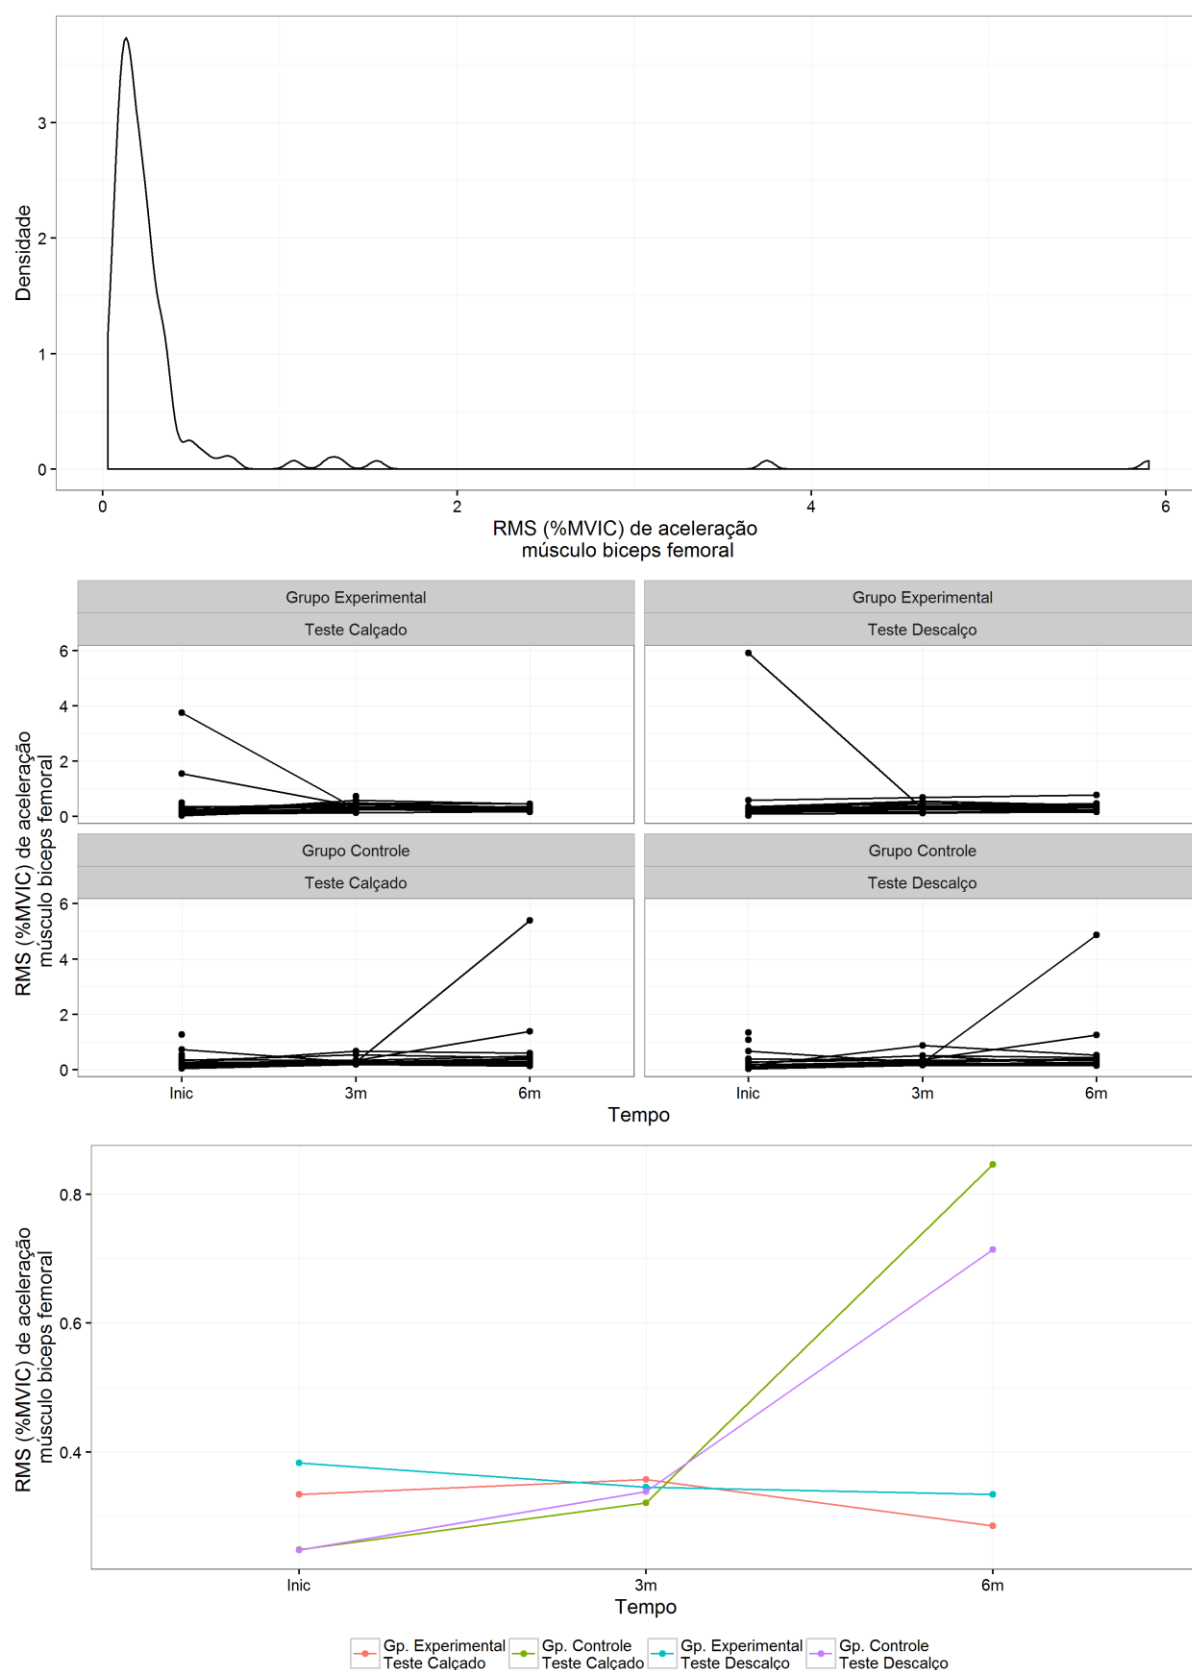 3
2
1
0
Densidade
0
2
4
6
RMS (%MVIC) de aceleração
músculo biceps femoral
Grupo Experimental
Teste Calçado
Grupo Experimental
Teste Descalço
6
4
2
0
Grupo Controle
Teste Calçado
Grupo Controle
Teste Descalço
6
4
2
0
RMS (%MVIC) de aceleração
músculo biceps femoral
Inic
3m
6m
Inic
3m
6m
Tempo
0.8
0.6
0.4
RMS (%MVIC) de aceleração
músculo biceps femoral
Inic
3m
6m
Tempo
Gp. Experimental
Teste Calçado
Gp. Controle
Teste Calçado
Gp. Experimental
Teste Descalço
Gp. Controle
Teste Descalço